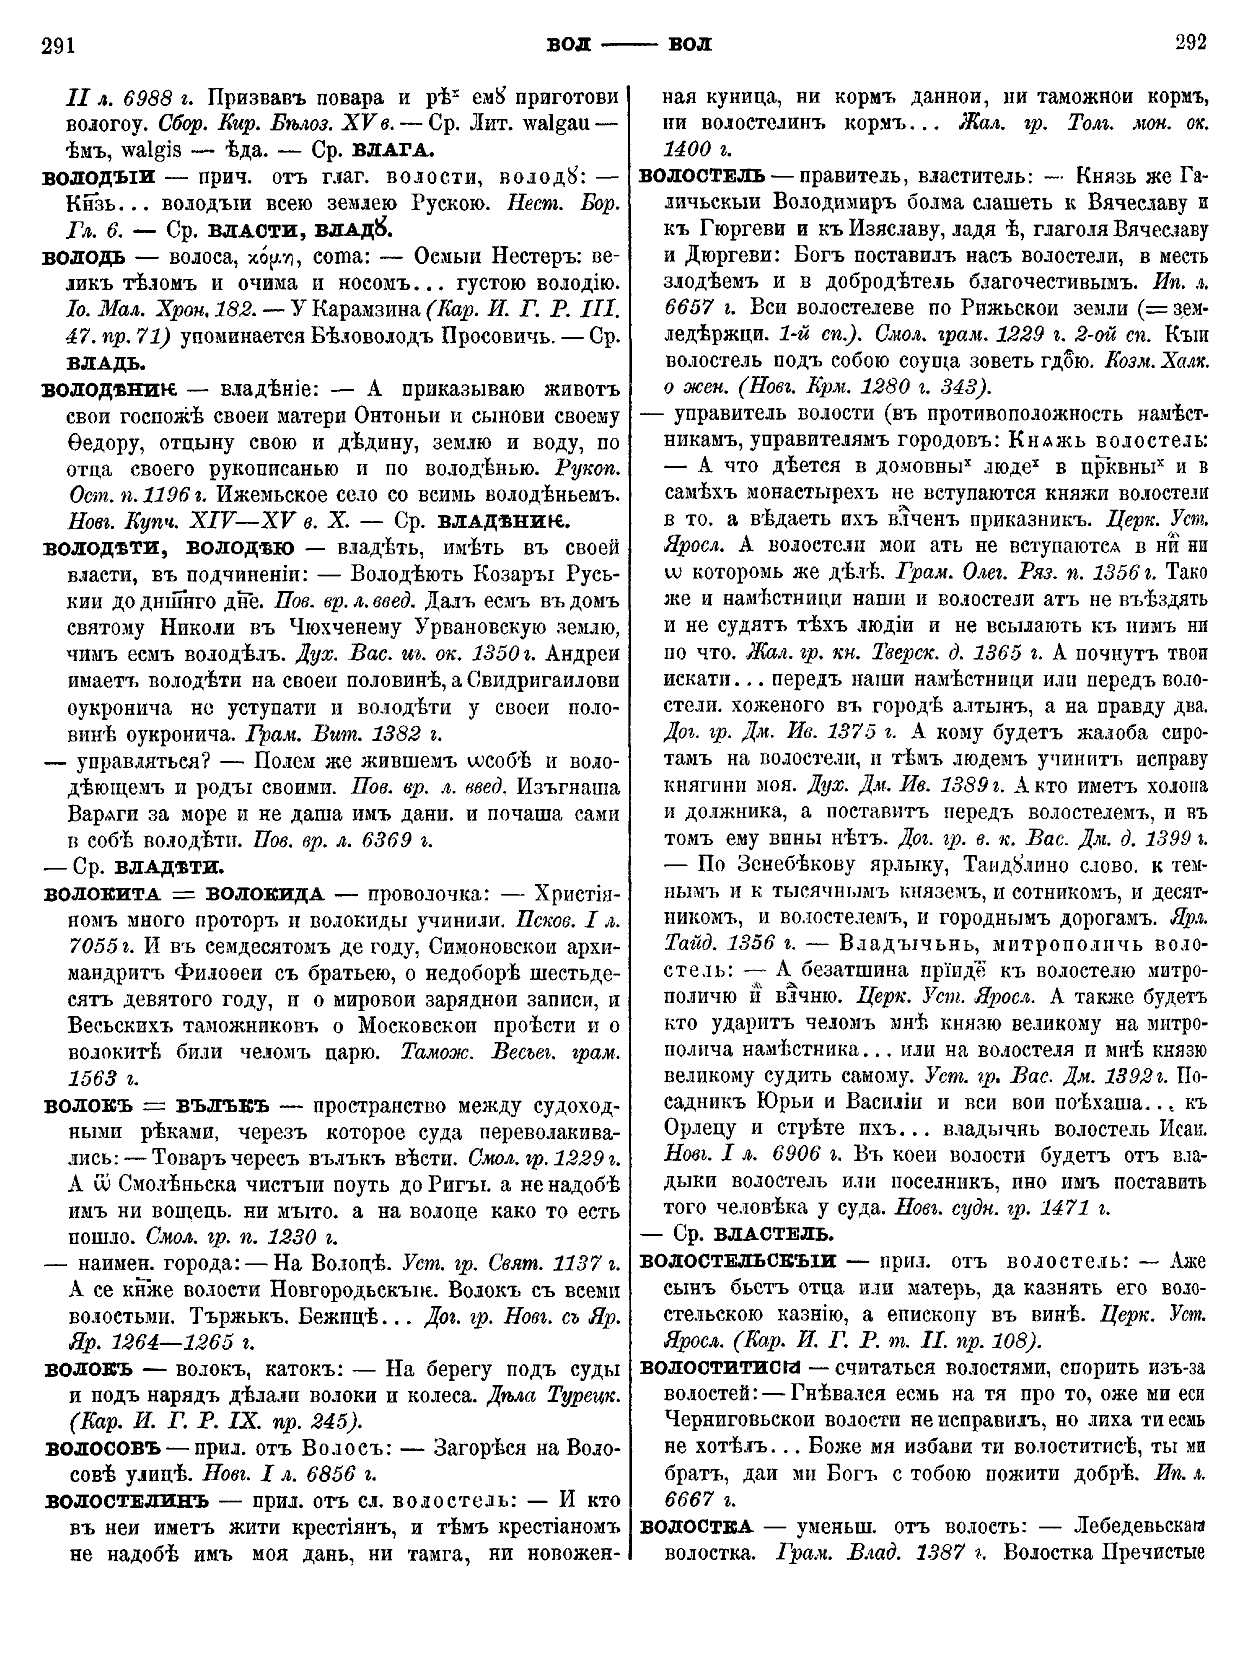 291
ВОЛ —— ВОЛ
292
II л. 6988 г. Призвавъ повара и рѣˣ емꙋ приготови
вологоу. Сбор. Кир. Бѣлоз. XV в. — Ср. Лит. walgau —
ѣмъ, walgis — ѣда. — Ср. ВЛАГА.
ВОЛОДЪІИ — прич. отъ глаг. волости, володꙋ: —
Кн҃зь... володъıи всею землею Рускою. Нест. Бор.
Гл. 6. — Ср. ВЛАСТИ, ВЛАДꙊ.
ВОЛОДЬ — волоса, κόμη, coma: — Осмыи Нестеръ: ве-
ликъ тѣломъ и очима и носомъ... густою володію.
Іо. Мал. Хрон. 182. — У Карамзина (Кар. И. Г. Р. III.
47. пр. 71) упоминается Бѣловолодъ Просовичь. — Ср.
ВЛАДЬ.
ВОЛОДѢНИѤ — владѣніе: — А приказываю животъ
свои госпожѣ своеи матери Онтоньи и сынови своему
Ѳедору, отцыну свою и дѣдину, землю и воду, по
отца своего рукописанью и по володѣнью. Рукоп.
Ост. п. 1196 г. Ижемьское село со всимь володѣньемъ.
Новг. Купч. XIV—XV в. X. — Ср. ВЛАДѢНИѤ.
ВОЛОДѢТИ, ВОЛОДѢЮ — владѣть, имѣть въ своей
власти, въ подчиненіи: — Володѣють Козаръı Русь-
кии до дн҃шнго дн҃е. Пов. вр. л. введ. Далъ есмъ въ домъ
святому Николи въ Чюхченему Урвановскую землю,
чимъ есмъ володѣлъ. Дух. Вас. иг. ок. 1350 г. Андреи
имаетъ володѣти на своеи половинѣ, а Свидригаилови
оукронича не уступати и володѣти у своеи поло-
винѣ оукронича. Грам. Вит. 1382 г.
— управляться? — Полем же жившемъ ѡсобѣ и воло-
дѣющемъ и родъı своими. Пов. вр. л. введ. Изъгнаша
Варѧги за море и не даша имъ дани. и почаша сами
в собѣ володѣти. Пов. вр. л. 6369 г.
— Ср. ВЛАДѢТИ.
ВОЛОКИТА = ВОЛОКИДА — проволочка: — Христія-
номъ много проторъ и волокиды учинили. Псков. I л.
7055 г. И въ семдесятомъ де году, Симоновскои архи-
мандритъ Филоѳеи съ братьею, о недоборѣ шестьде-
сятъ девятого году, и о мировои заряднои записи, и
Весьскихъ таможниковъ о Московскои проѣсти и о
волокитѣ били челомъ царю. Тамож. Весьег. грам.
1563 г.
ВОЛОКЪ = ВЪЛЪКЪ — пространство между судоход-
ными рѣками, черезъ которое суда переволакива-
лись: — Товаръ чересъ вълъкъ вѣсти. Смол. гр. 1229 г.
А ѿ Смолѣньска чистъıи поуть до Ригъı. а не надобѣ
имъ ни вощець. ни мъıто. а на волоце како то есть
пошло. Смол. гр. п. 1230 г.
— наимен. города: — На Волоцѣ. Уст. гр. Свят. 1137 г.
А се кн҃же волости Новгородьскъıѥ. Волокъ съ всеми
волостьми. Тържькъ. Бежицѣ... Дог. гр. Новг. съ Яр.
Яр. 1264—1265 г.
ВОЛОКЪ — волокъ, катокъ: — На берегу подъ суды
и подъ нарядъ дѣлали волоки и колеса. Дѣла Турецк.
(Кар. И. Г. Р. IX. пр. 245).
ВОЛОСОВЪ — прил. отъ Волосъ: — Загорѣся на Воло-
совѣ улицѣ. Новг. I л. 6856 г.
ВОЛОСТЕЛИНЪ — прил. отъ сл. волостель: — И кто
въ неи иметъ жити крестіянъ, и тѣмъ крестіаномъ
не надобѣ имъ моя дань, ни тамга, ни новожен-
ная куница, ни кормъ даннои, ни таможнои кормъ,
ни волостелинъ кормъ... Жал. гр. Толг. мон. ок.
1400 г.
ВОЛОСТЕЛЬ — правитель, властитель: — Князь же Га-
личьскыи Володимиръ болма слашеть к Вячеславу и
къ Гюргеви и къ Изяславу, ладя ѣ, глаголя Вячеславу
и Дюргеви: Богъ поставилъ насъ волостели, в месть
злодѣемъ и в добродѣтель благочестивымъ. Ип. л.
6657 г. Вси волостелеве по Рижьскои земли (= зем-
ледѣржци. 1-й сп.). Смол. грам. 1229 г. 2-ой сп. Къıи
волостель подъ собою соуща зоветь гд҃ою. Козм. Халк.
о жен. (Новг. Крм. 1280 г. 343).
— управитель волости (въ противоположность намѣст-
никамъ, управителямъ городовъ: Кнѧжь волостель:
— А что дѣется в домовныˣ людеˣ в цр҃квныˣ и в
самѣхъ монастырехъ не вступаются княжи волостели
в то. а вѣдаеть ихъ вл҃ченъ приказникъ. Церк. Уст.
Яросл. А волостели мои ать не вступаютсѧ в ни ни
ѡ которомь же дѣлѣ. Грам. Олег. Ряз. п. 1356 г. Тако
же и намѣстници наши и волостели атъ не въѣздять
и не судятъ тѣхъ людіи и не всылають къ нимъ ни
по что. Жал. гр. кн. Тверск. д. 1365 г. А почнутъ твои
искати... передъ наши намѣстници или передъ воло-
стели. хоженого въ городѣ алтынъ, а на правду два.
Дог. гр. Дм. Ив. 1375 г. А кому будетъ жалоба сиро-
тамъ на волостели, и тѣмъ людемъ учинитъ исправу
княгини моя. Дух. Дм. Ив. 1389 г. А кто иметъ холопа
и должника, а поставитъ передъ волостелемъ, и въ
томъ ему вины нѣтъ. Дог. гр. в. к. Вас. Дм. д. 1399 г.
— По Зенебѣкову ярлыку, Таидꙋлино слово. к тем-
нымъ и к тысячнымъ княземъ, и сотникомъ, и десят-
никомъ, и волостелемъ, и городнымъ дорогамъ. Ярл.
Тайд. 1356 г. — Владъıчьнь, митрополичь воло-
стель: — А безатшина прїиде къ волостелю митро-
поличю и вл҃чню. Церк. Уст. Яросл. А также будетъ
кто ударитъ челомъ мнѣ князю великому на митро-
полича намѣстника... или на волостеля и мнѣ князю
великому судить самому. Уст. гр. Вас. Дм. 1392 г. По-
садникъ Юрьи и Василіи и вси вои поѣхаша... къ
Орлецу и стрѣте ихъ... владычнь волостель Исаи.
Новг. I л. 6906 г. Въ коеи волости будетъ отъ вла-
дыки волостель или поселникъ, ино имъ поставить
того человѣка у суда. Новг. судн. гр. 1471 г.
— Ср. ВЛАСТЕЛЬ.
ВОЛОСТЕЛЬСКЪІИ — прил. отъ волостель: — Аже
сынъ бьетъ отца или матерь, да казнять его воло-
стельскою казнію, а епископу въ винѣ. Церк. Уст.
Яросл. (Кар. И. Г. Р. т. II. пр. 108).
ВОЛОСТИТИСꙖ — считаться волостями, спорить изъ-за
волостей: — Гнѣвался есмь на тя про то, оже ми еси
Черниговьскои волости не исправилъ, но лиха ти есмь
не хотѣлъ... Боже мя избави ти волоститисѣ, ты ми
братъ, даи ми Богъ с тобою пожити добрѣ. Ип. л.
6667 г.
ВОЛОСТКА — уменьш. отъ волость: — Лебедевьскаꙗ
волостка. Грам. Влад. 1387 г. Волостка Пречистые